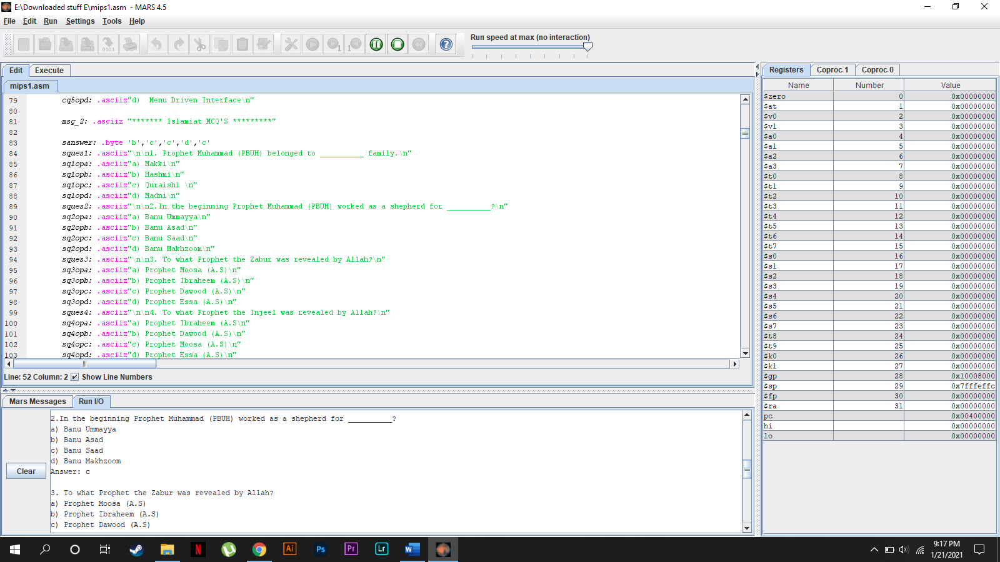 E:\Downloaded stuff E\mips1.asm - MARS 4.5
File Edit Run Settings Tools Help
Run speed at max (no interaction)
Edit Execute
mips1.asm
79 cq5opd: .asciiz"d)  Menu Driven Interface\n"
80
81 msg_2: .asciiz "******* Islamiat MCQ'S *********"
82
83 sanswer: .byte 'b','c','c','d','c'
84 sques1: .asciiz"\n\n1. Prophet Muhammad (PBUH) belonged to __________ family.\n"
85 sq1opa: .asciiz"a) Makki\n"
86 sq1opb: .asciiz"b) Hashmi\n"
87 sq1opc: .asciiz"c) Quraishi \n"
88 sq1opd: .asciiz"d) Madni\n"
89 sques2: .asciiz"\n\n2.In the beginning Prophet Muhammad (PBUH) worked as a shepherd for __________?\n"
90 sq2opa: .asciiz"a) Banu Ummayya\n"
91 sq2opb: .asciiz"b) Banu Asad\n"
92 sq2opc: .asciiz"c) Banu Saad\n"
93 sq2opd: .asciiz"d) Banu Makhzoom\n"
94 sques3: .asciiz"\n\n3. To what Prophet the Zabur was revealed by Allah?\n"
95 sq3opa: .asciiz"a) Prophet Moosa (A.S)\n"
96 sq3opb: .asciiz"b) Prophet Ibraheem (A.S)\n"
97 sq3opc: .asciiz"c) Prophet Dawood (A.S)\n"
98 sq3opd: .asciiz"d) Prophet Essa (A.S)\n"
99 sques4: .asciiz"\n\n4. To what Prophet the Injeel was revealed by Allah?\n"
100 sq4opa: .asciiz"a) Prophet Ibraheem (A.S\n"
101 sq4opb: .asciiz"b) Prophet Dawood (A.S)\n"
102 sq4opc: .asciiz"c) Prophet Moosa (A.S)\n"
103 sq4opd: .asciiz"d) Prophet Essa (A.S)\n"
Line: 52 Column: 2 Show Line Numbers
Mars Messages Run I/O
Clear
2.In the beginning Prophet Muhammad (PBUH) worked as a shepherd for __________?
a) Banu Ummayya
b) Banu Asad
c) Banu Saad
d) Banu Makhzoom
Answer: c
3. To what Prophet the Zabur was revealed by Allah?
a) Prophet Moosa (A.S)
b) Prophet Ibraheem (A.S)
c) Prophet Dawood (A.S)
Registers Coproc 1 Coproc 0
Name Number Value
$zero 0 0x00000000
$at 1 0x00000000
$v0 2 0x00000000
$v1 3 0x00000000
$a0 4 0x00000000
$a1 5 0x00000000
$a2 6 0x00000000
$a3 7 0x00000000
$t0 8 0x00000000
$t1 9 0x00000000
$t2 10 0x00000000
$t3 11 0x00000000
$t4 12 0x00000000
$t5 13 0x00000000
$t6 14 0x00000000
$t7 15 0x00000000
$s0 16 0x00000000
$s1 17 0x00000000
$s2 18 0x00000000
$s3 19 0x00000000
$s4 20 0x00000000
$s5 21 0x00000000
$s6 22 0x00000000
$s7 23 0x00000000
$t8 24 0x00000000
$t9 25 0x00000000
$k0 26 0x00000000
$k1 27 0x00000000
$gp 28 0x10008000
$sp 29 0x7fffeffc
$fp 30 0x00000000
$ra 31 0x00000000
pc 0x00400000
hi 0x00000000
lo 0x00000000
N Ai Ps Pr Lr W
9:17 PM
1/21/2021